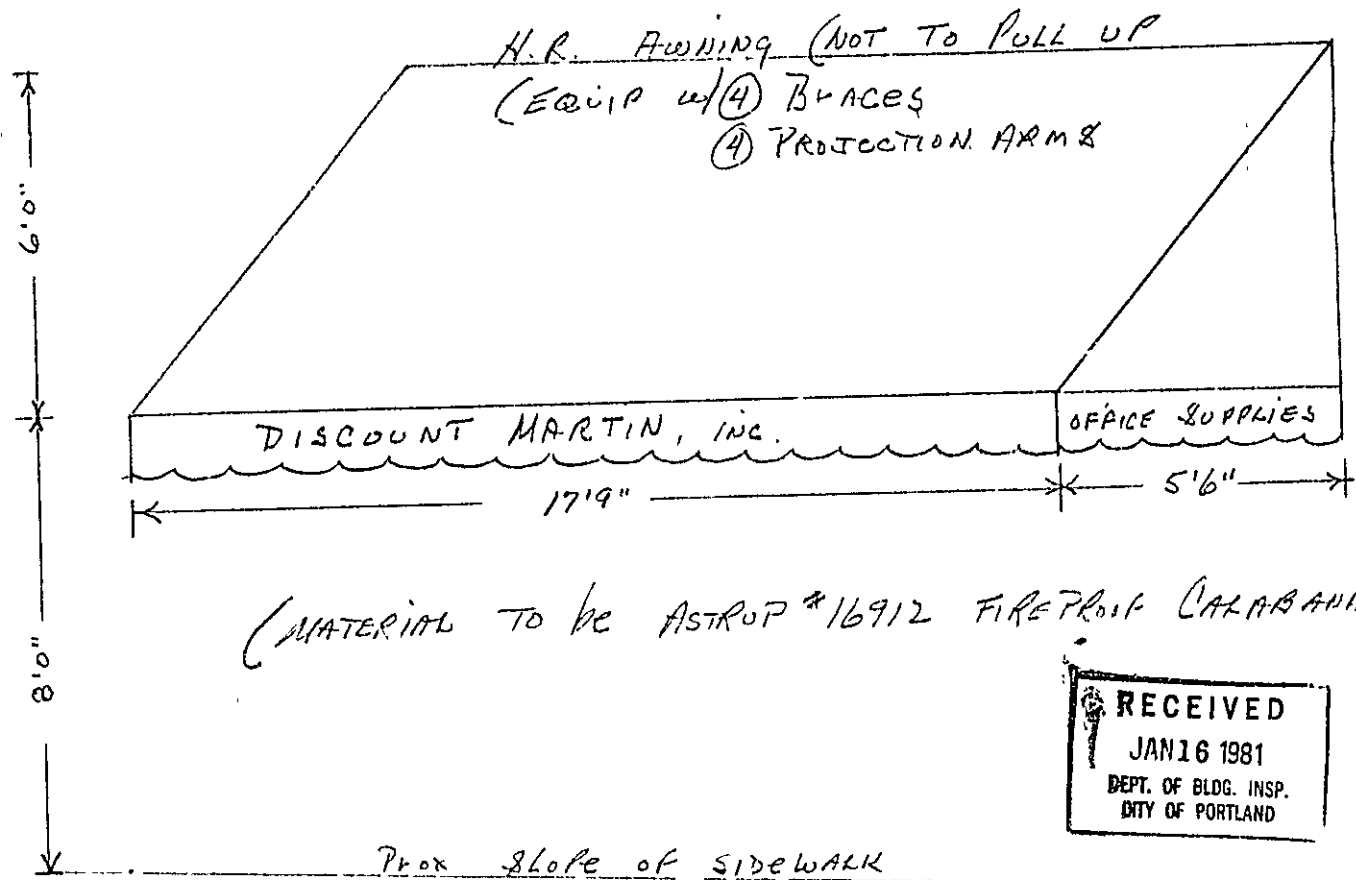 H.R. AWNING (NOT TO PULL UP
(EQUIP w/ ④ BRACES
④ PROJECTION ARMS
6'0"
DISCOUNT MARTIN, INC.
OFFICE SUPPLIES
17'9"
5'6"
(MATERIAL TO be ASTRUP #16912 FIREPROOF
8'0"
RECEIVED
JAN 16 1981
DEPT. OF BLDG. INSP.
CITY OF PORTLAND
Prox SLOPE OF SIDEWALK